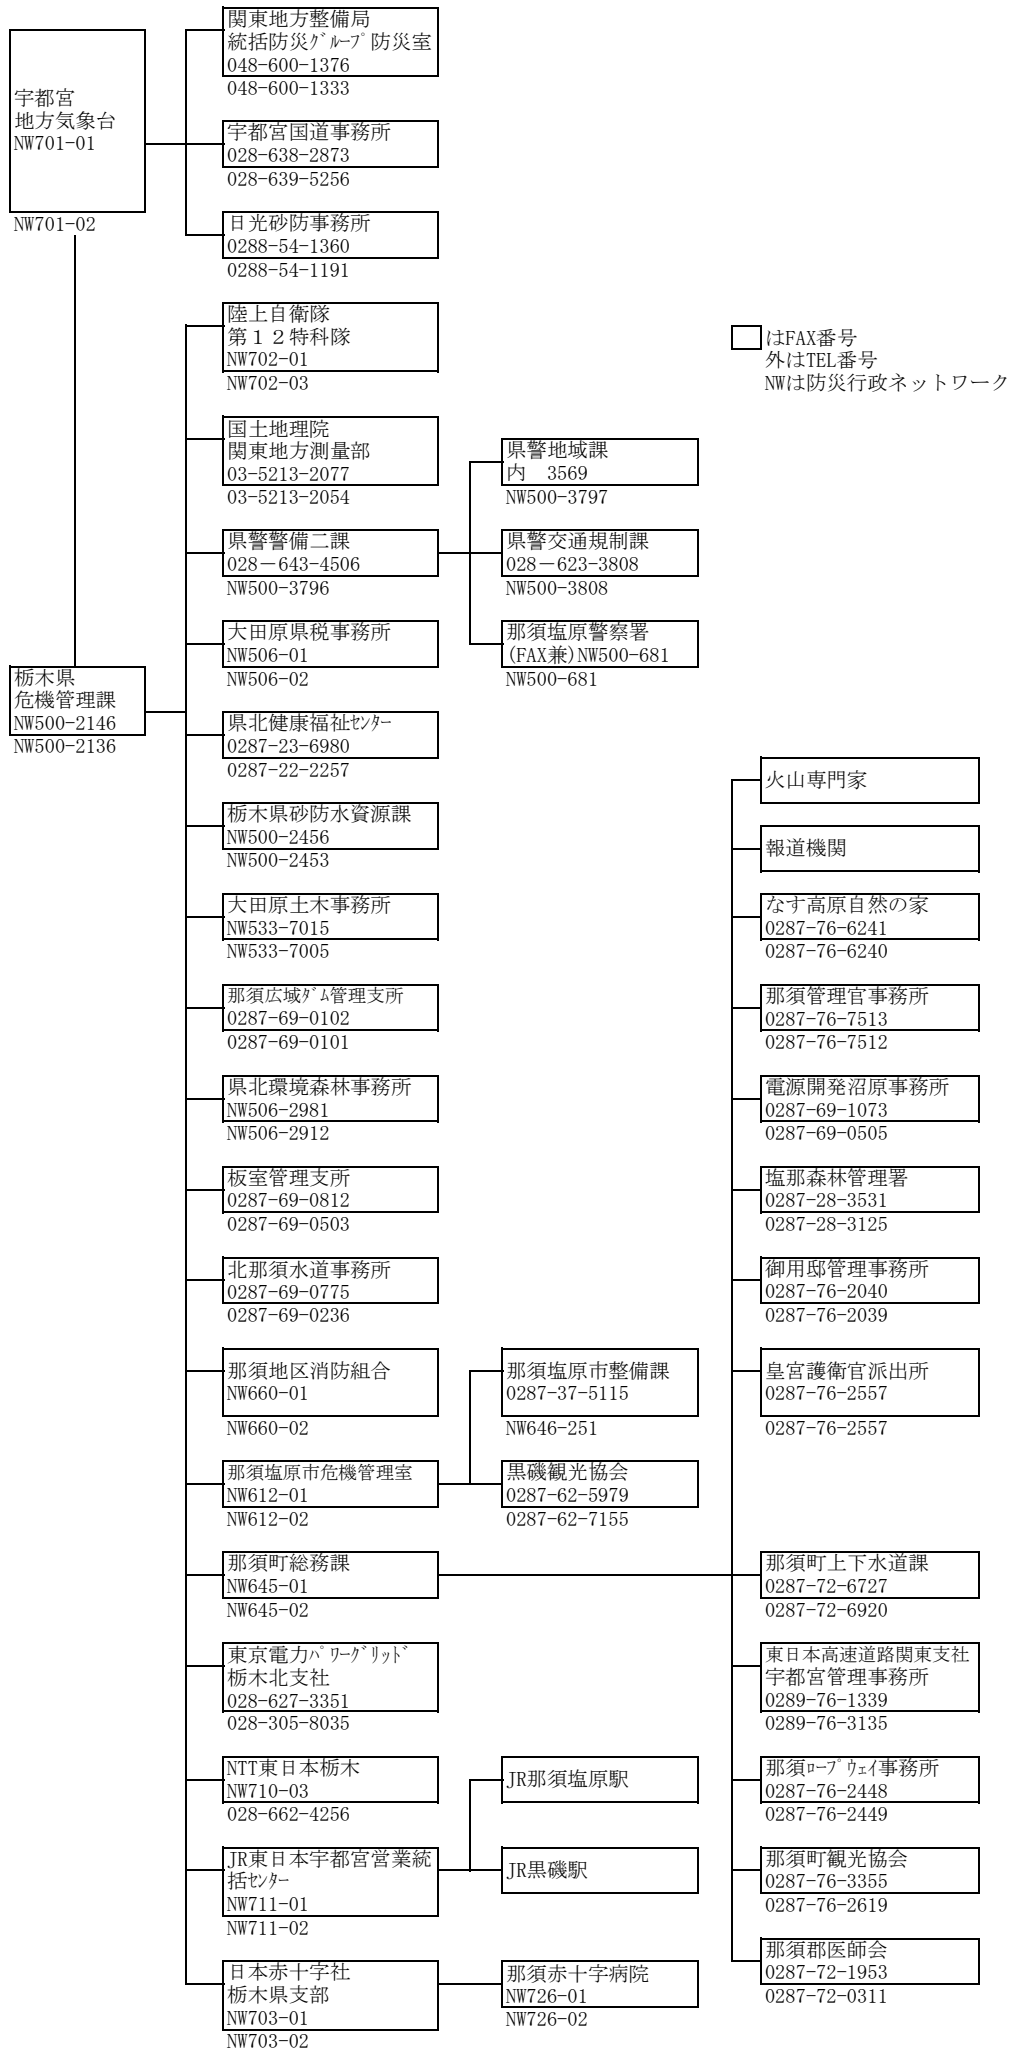 宇都宮
地方気象台
NW701-01
NW701-02
栃木県
危機管理課
NW500-2146
NW500-2136
関東地方整備局
統括防災ｸﾞﾙｰﾌﾟ防災室
048-600-1376
048-600-1333
宇都宮国道事務所
028-638-2873
028-639-5256
日光砂防事務所
0288-54-1360
0288-54-1191
陸上自衛隊
第１２特科隊
NW702-01
NW702-03
国土地理院
関東地方測量部
03-5213-2077
03-5213-2054
県警警備二課
028－643-4506
NW500-3796
大田原県税事務所
NW506-01
NW506-02
県北健康福祉ｾﾝﾀｰ
0287-23-6980
0287-22-2257
栃木県砂防水資源課
NW500-2456
NW500-2453
大田原土木事務所
NW533-7015
NW533-7005
那須広域ﾀﾞﾑ管理支所
0287-69-0102
0287-69-0101
県北環境森林事務所
NW506-2981
NW506-2912
板室管理支所
0287-69-0812
0287-69-0503
北那須水道事務所
0287-69-0775
0287-69-0236
那須地区消防組合
NW660-01
NW660-02
那須塩原市危機管理室
NW612-01
NW612-02
那須町総務課
NW645-01
NW645-02
東京電力ﾊﾟﾜｰｸﾞﾘｯﾄﾞ
栃木北支社
028-627-3351
028-305-8035
NTT東日本栃木
NW710-03
028-662-4256
JR東日本宇都宮営業統
括ｾﾝﾀｰ
NW711-01
NW711-02
日本赤十字社
栃木県支部
NW703-01
NW703-02
県警地域課
内　3569
NW500-3797
県警交通規制課
028－623-3808
NW500-3808
那須塩原警察署
(FAX兼)NW500-681
NW500-681
那須塩原市整備課
0287-37-5115
NW646-251
黒磯観光協会
0287-62-5979
0287-62-7155
JR那須塩原駅
JR黒磯駅
那須赤十字病院
NW726-01
NW726-02
はFAX番号
外はTEL番号
NWは防災行政ネットワーク
火山専門家
報道機関
なす高原自然の家
0287-76-6241
0287-76-6240
那須管理官事務所
0287-76-7513
0287-76-7512
電源開発沼原事務所
0287-69-1073
0287-69-0505
塩那森林管理署
0287-28-3531
0287-28-3125
御用邸管理事務所
0287-76-2040
0287-76-2039
皇宮護衛官派出所
0287-76-2557
0287-76-2557
那須町上下水道課
0287-72-6727
0287-72-6920
東日本高速道路関東支社
宇都宮管理事務所
0289-76-1339
0289-76-3135
那須ﾛｰﾌﾟｳｪｲ事務所
0287-76-2448
0287-76-2449
那須町観光協会
0287-76-3355
0287-76-2619
那須郡医師会
0287-72-1953
0287-72-0311